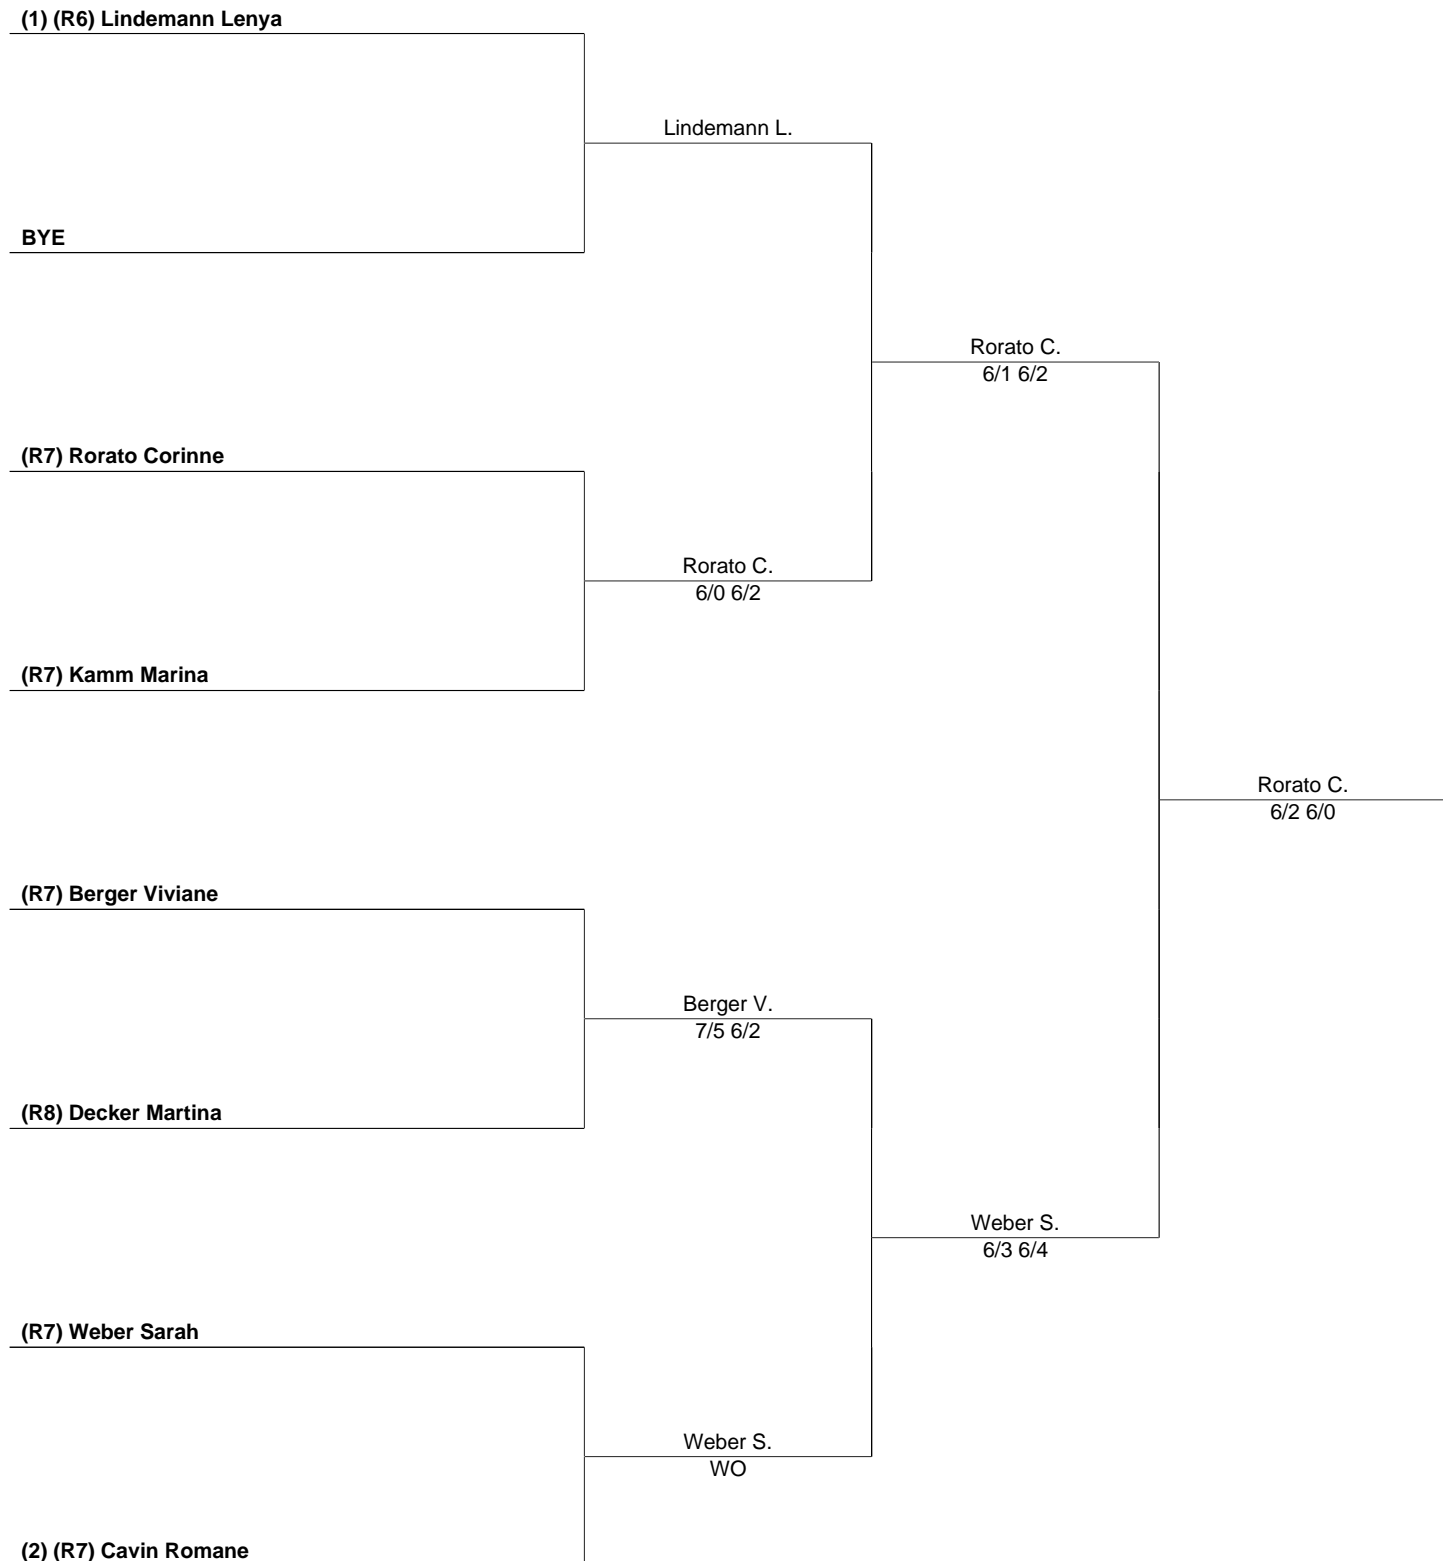 (1) (R6) Lindemann Lenya
Lindemann L.
BYE
Rorato C.
6/1 6/2
(R7) Rorato Corinne
Rorato C.
6/0 6/2
(R7) Kamm Marina
Rorato C.
6/2 6/0
(R7) Berger Viviane
Berger V.
7/5 6/2
(R8) Decker Martina
Weber S.
6/3 6/4
(R7) Weber Sarah
Weber S.
WO
(2) (R7) Cavin Romane